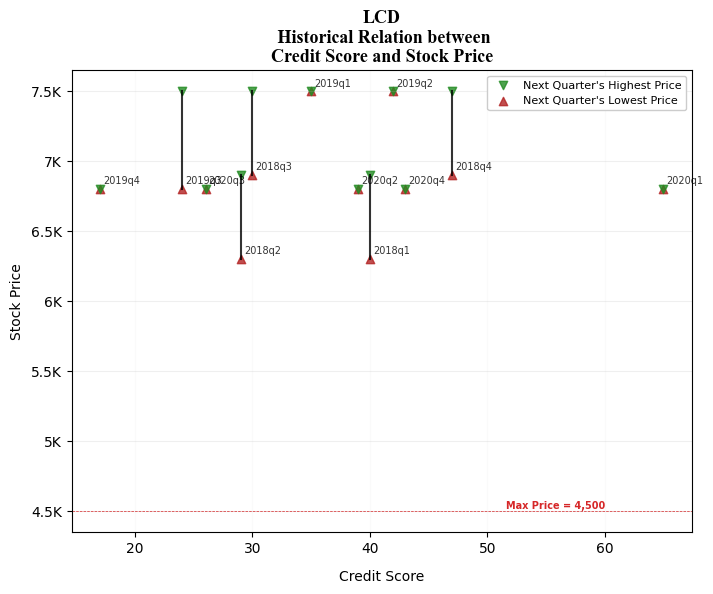 LCD
Historical Relation between
Credit Score and Stock Price
Next Quarter's Highest Price
Next Quarter's Lowest Price
7.5K
7K
6.5K
6K
5.5K
5K
4.5K
Stock Price
2019q1
2019q2
2018q3
2018q4
2019q4
2019q3
2020q3
2020q2
2020q4
2020q1
2018q2
2018q1
Max Price = 4,500
20
30
40
50
60
Credit Score